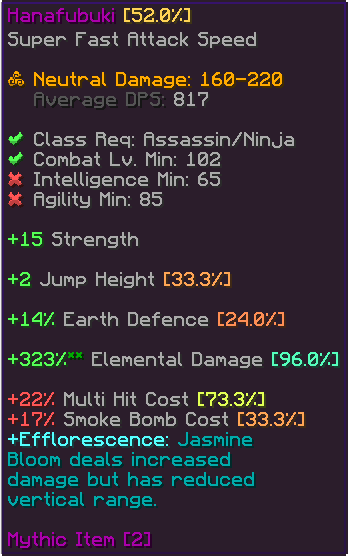 Hanafubuki [52.0%]
Super Fast Attack Speed
Neutral Damage: 160-220
Average DPS: 817
✔ Class Req: Assassin/Ninja
✔ Combat Lv. Min: 102
✖ Intelligence Min: 65
✖ Agility Min: 85
+15 Strength
+2 Jump Height [33.3%]
+14% Earth Defence [24.0%]
+323%** Elemental Damage [96.0%]
+22% Multi Hit Cost [73.3%]
+17% Smoke Bomb Cost [33.3%]
+Efflorescence: Jasmine
Bloom deals increased
damage but has reduced
vertical range.
Mythic Item [2]